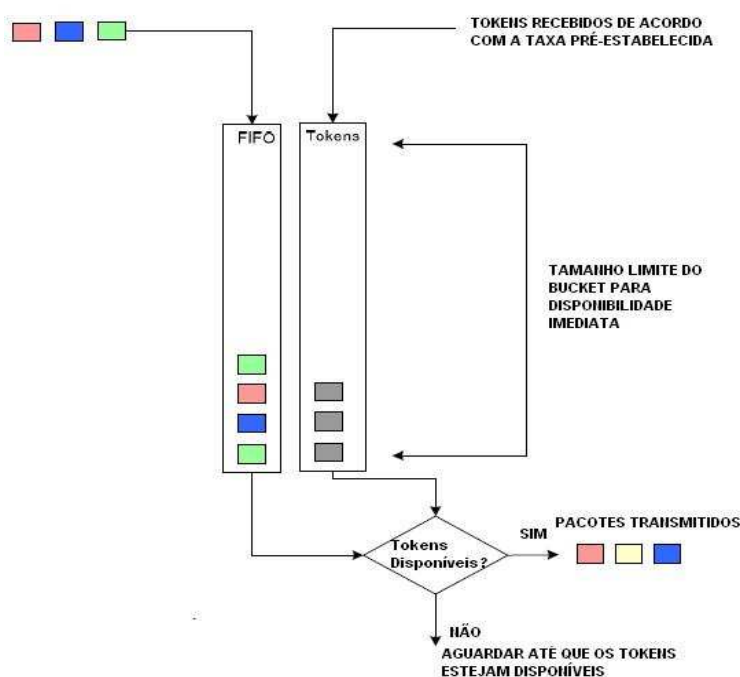 TOKENS RECEBIDOS DE ACORDO
COM A TAXA PRÉ-ESTABELECIDA
FIFO
Tokens
TAMANHO LIMITE DO
BUCKET PARA
DISPONIBILIDADE
IMEDIATA
PACOTES TRANSMITIDOS
SIM
Tokens
Disponíveis?
NÃO
AGUARDAR ATÉ QUE OS TOKENS
ESTEJAM DISPONÍVEIS